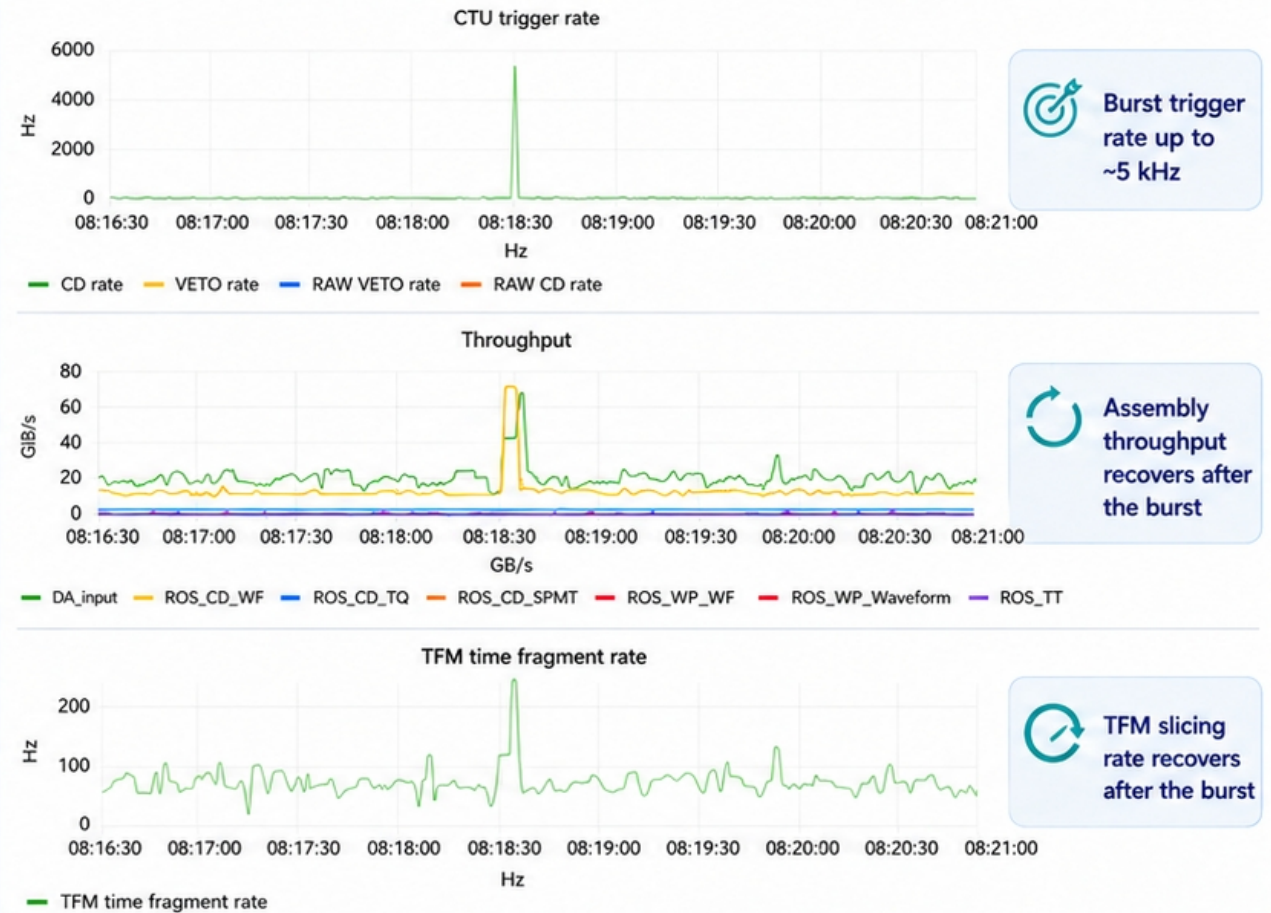 CTU trigger rate
6000
4000
2000
0
Hz
08:16:30 08:17:00 08:17:30 08:18:00 08:18:30 08:19:00 08:19:30 08:20:00 08:20:30 08:21:00
Hz
CD rate VETO rate RAW VETO rate RAW CD rate
Burst trigger
rate up to
~5 kHz
Throughput
80
60
40
20
0
GiB/s
08:16:30 08:17:00 08:17:30 08:18:00 08:18:30 08:19:00 08:19:30 08:20:00 08:20:30 08:21:00
GB/s
DA_input ROS_CD_WF ROS_CD_TQ ROS_CD_SPMT ROS_WP_WF ROS_WP_Waveform ROS_TT
Assembly
throughput
recovers after
the burst
TFM time fragment rate
200
100
0
Hz
08:16:30 08:17:00 08:17:30 08:18:00 08:18:30 08:19:00 08:19:30 08:20:00 08:20:30 08:21:00
Hz
TFM time fragment rate
TFM slicing
rate recovers
after the burst